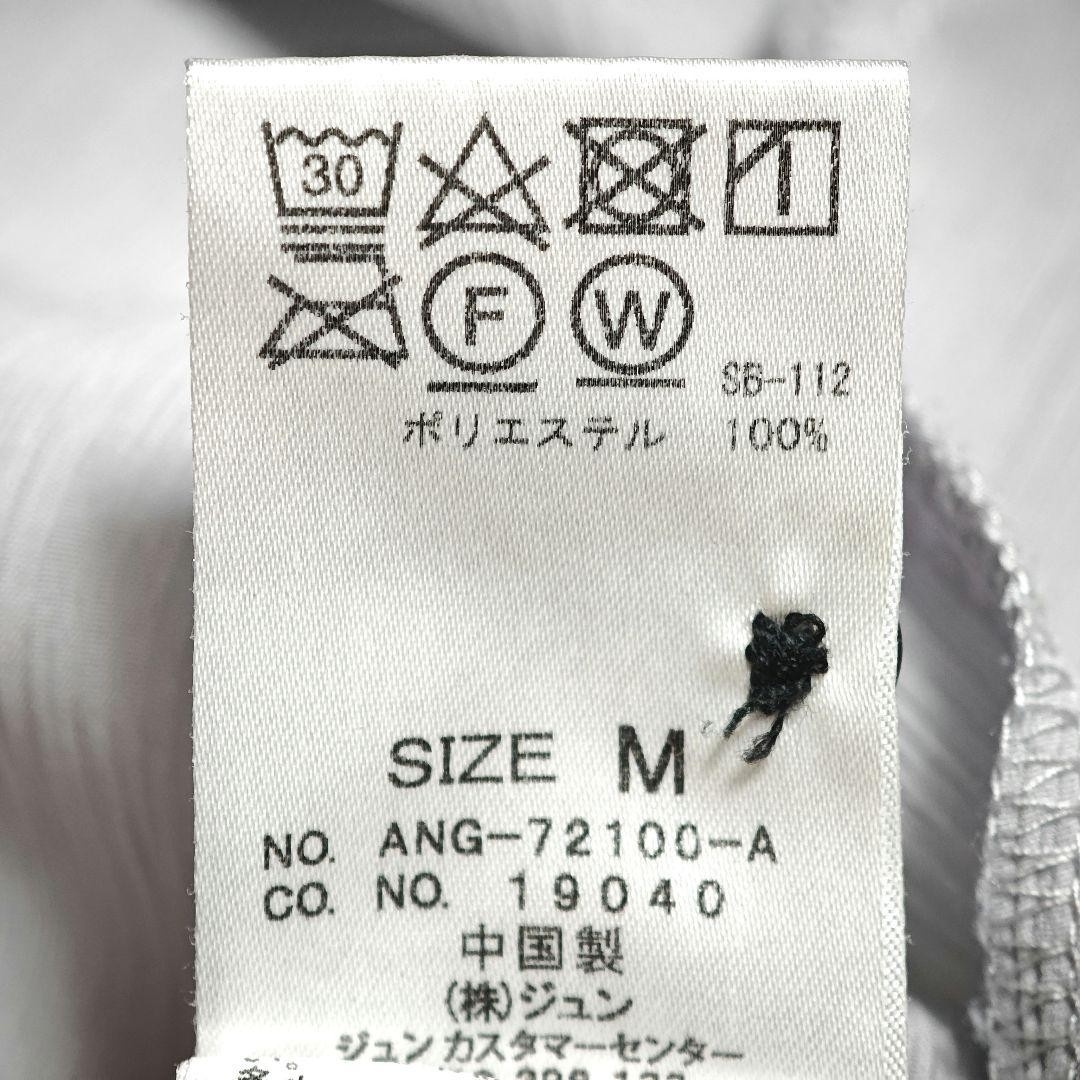 30
F W SB-112
ポリエステル 100%
SIZE M
NO. ANG-72100-A
CO. NO. 19040
中国製
(株)ジュン
ジュンカスタマーセンター